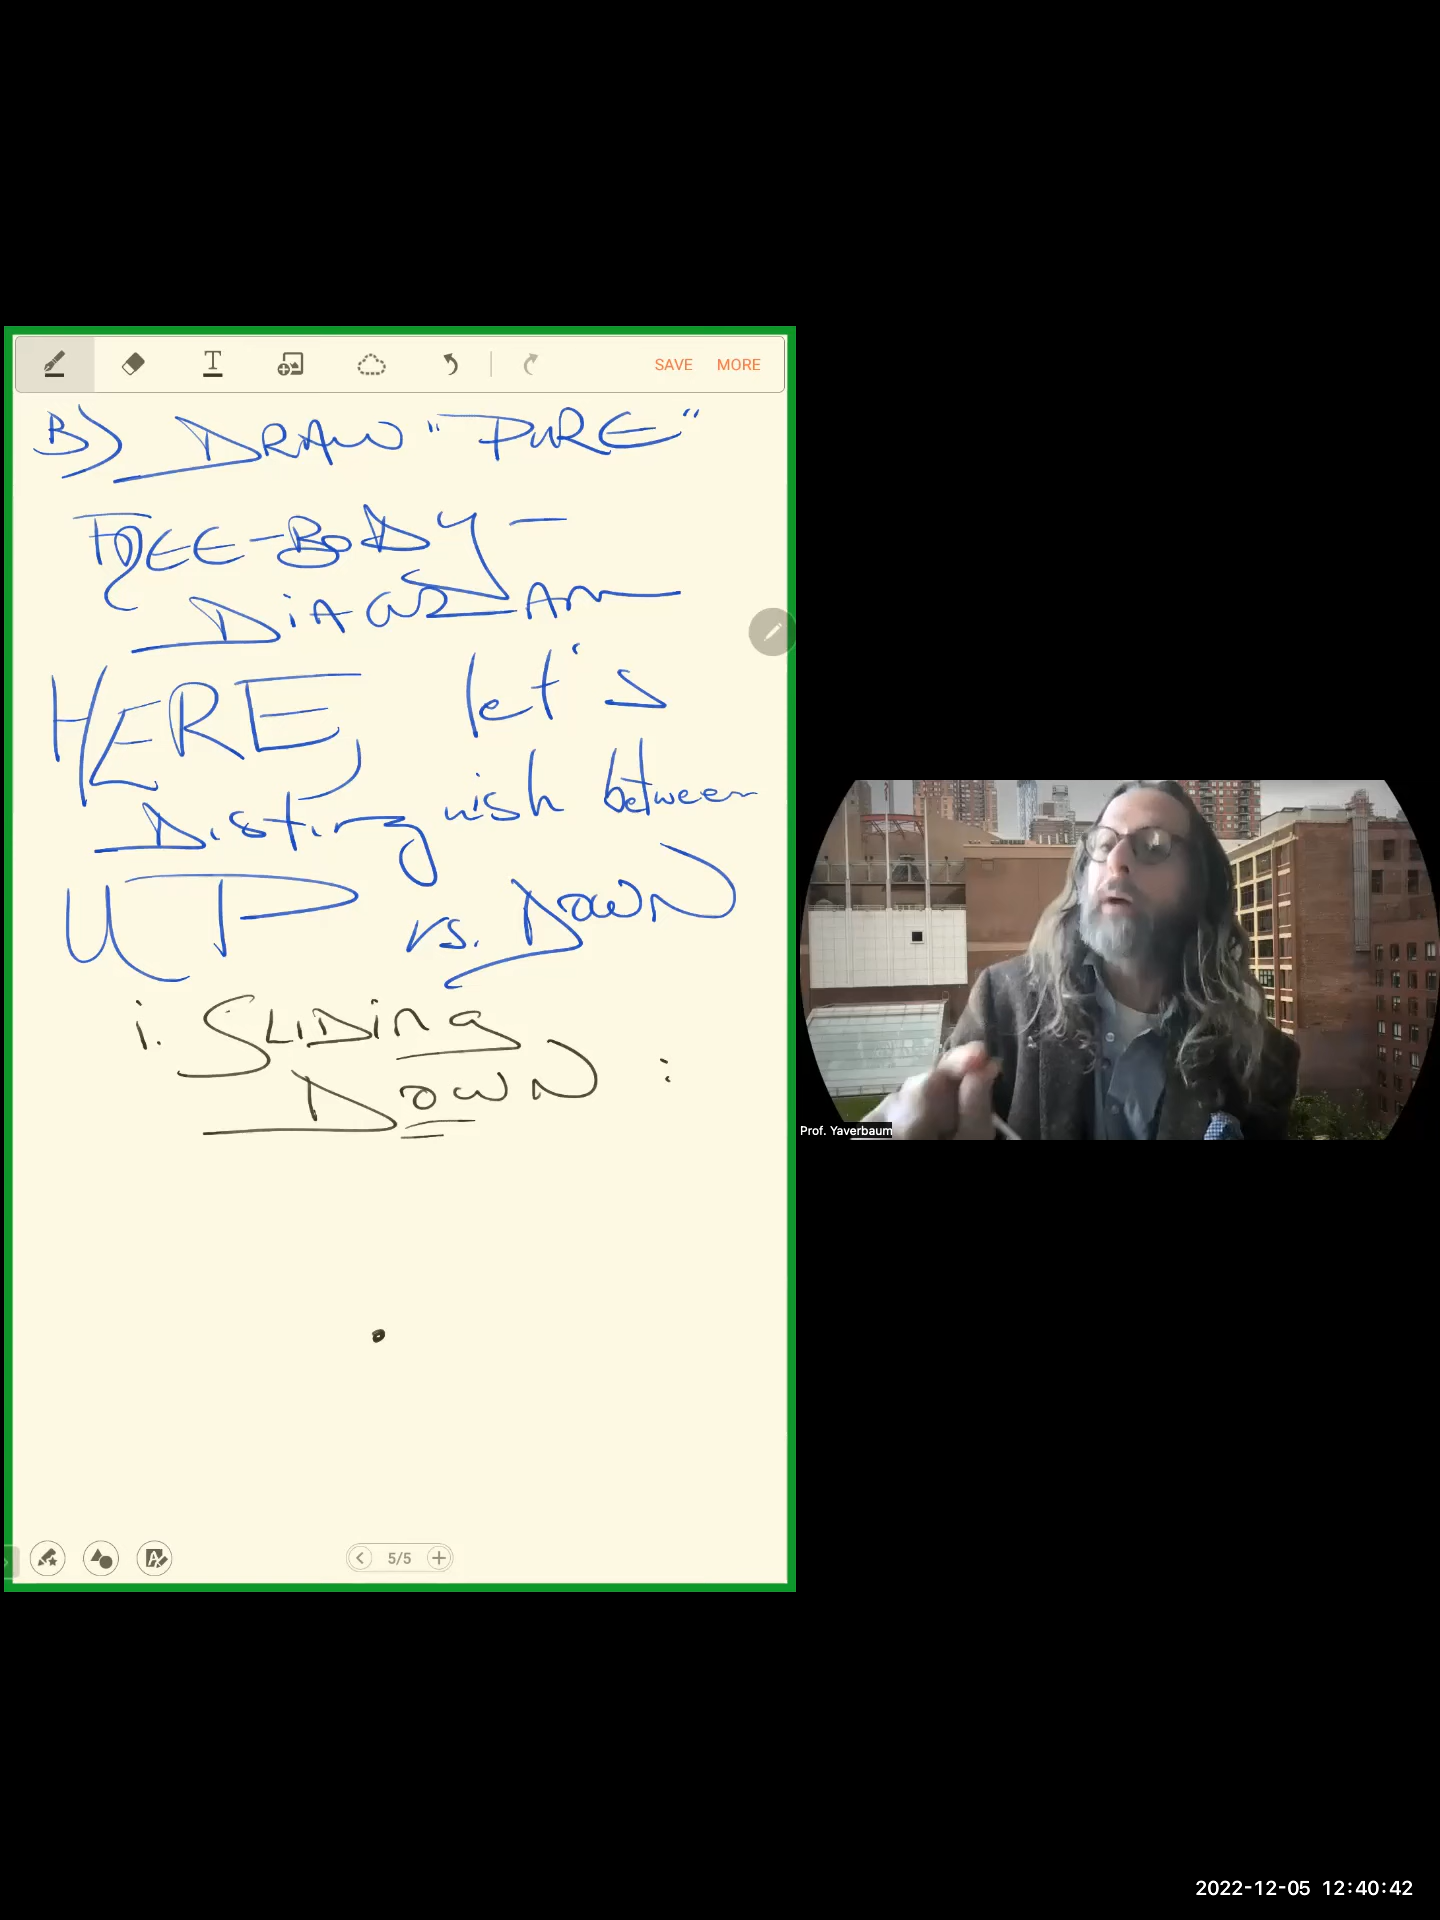 SAVE MORE
B) DRAW "PURE"
FREE-BODY-
DIAGRAM
HERE, let's
Distinguish between
UP vs. DOWN
i. SLIDING
DOWN :
Prof. Yaverbaum
5/5
2022-12-05 12:40:42